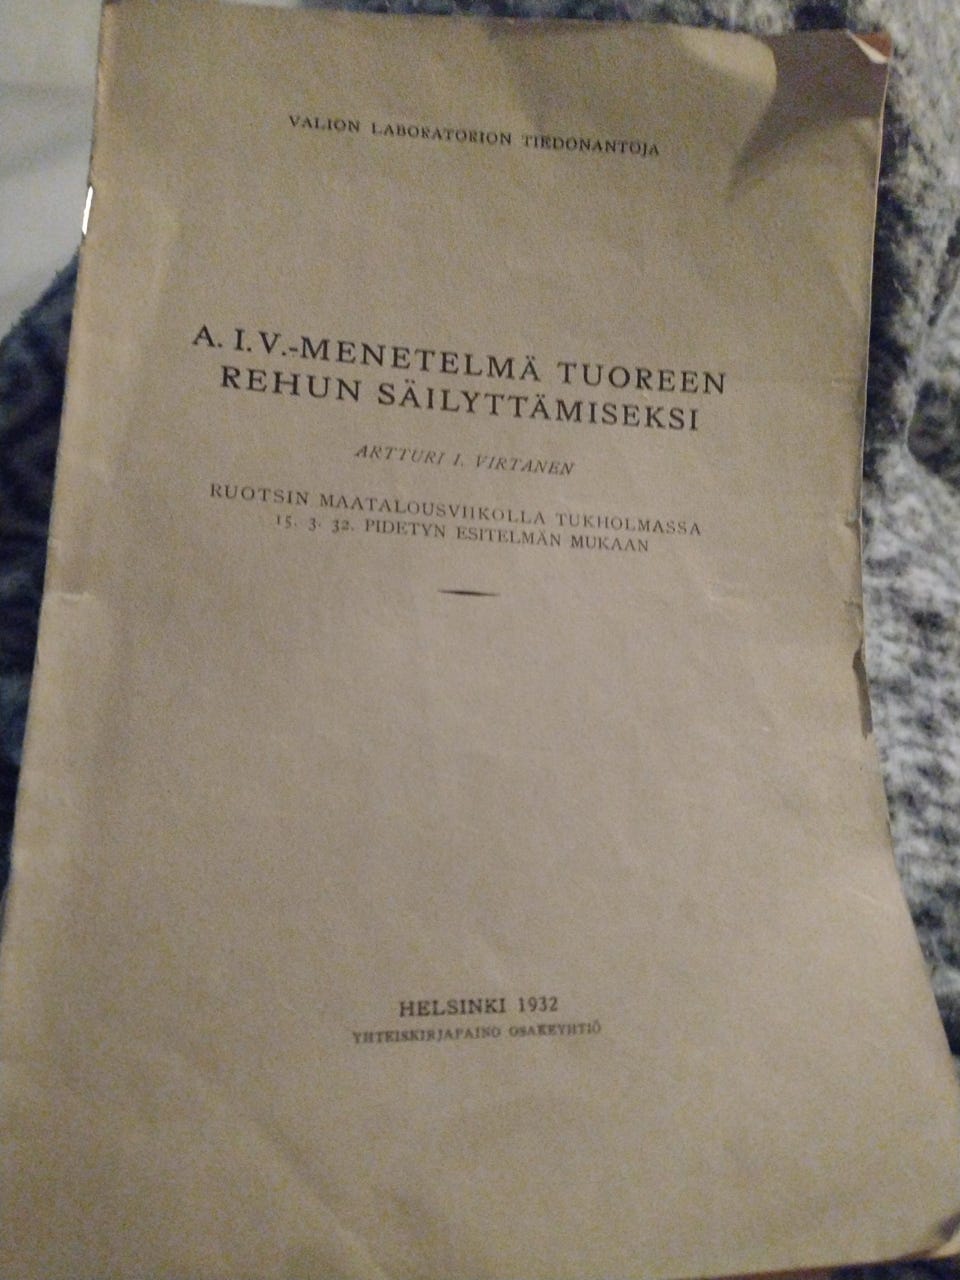 VALION LABORATORION TIEDONANTOJA
A. I. V.-MENETELMÄ TUOREEN
REHUN SÄILYTTÄMISEKSI
ARTTURI I. VIRTANEN
RUOTSIN MAATALOUSVIIKOLLA TUKHOLMASSA
15. 3. 32. PIDETYN ESITELMÄN MUKAAN
HELSINKI 1932
YHTEISKIRJAPAINO OSAKEYHTIÖ